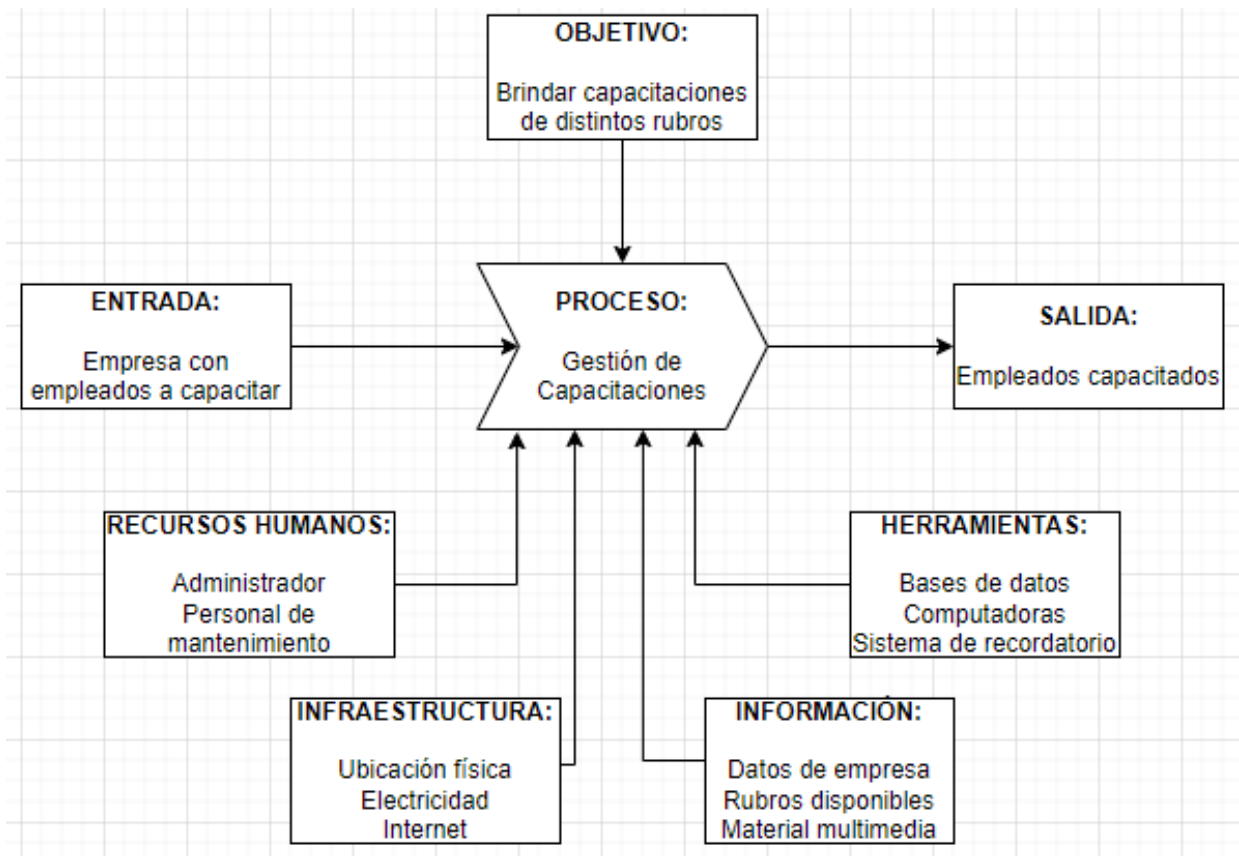 OBJETIVO:
Brindar capacitaciones
de distintos rubros
ENTRADA:
Empresa con
empleados a capacitar
PROCESO:
Gestión de
Capacitaciones
SALIDA:
Empleados capacitados
RECURSOS HUMANOS:
Administrador
Personal de
mantenimiento
HERRAMIENTAS:
Bases de datos
Computadoras
Sistema de recordatorio
INFRAESTRUCTURA:
Ubicación física
Electricidad
Internet
INFORMACIÓN:
Datos de empresa
Rubros disponibles
Material multimedia